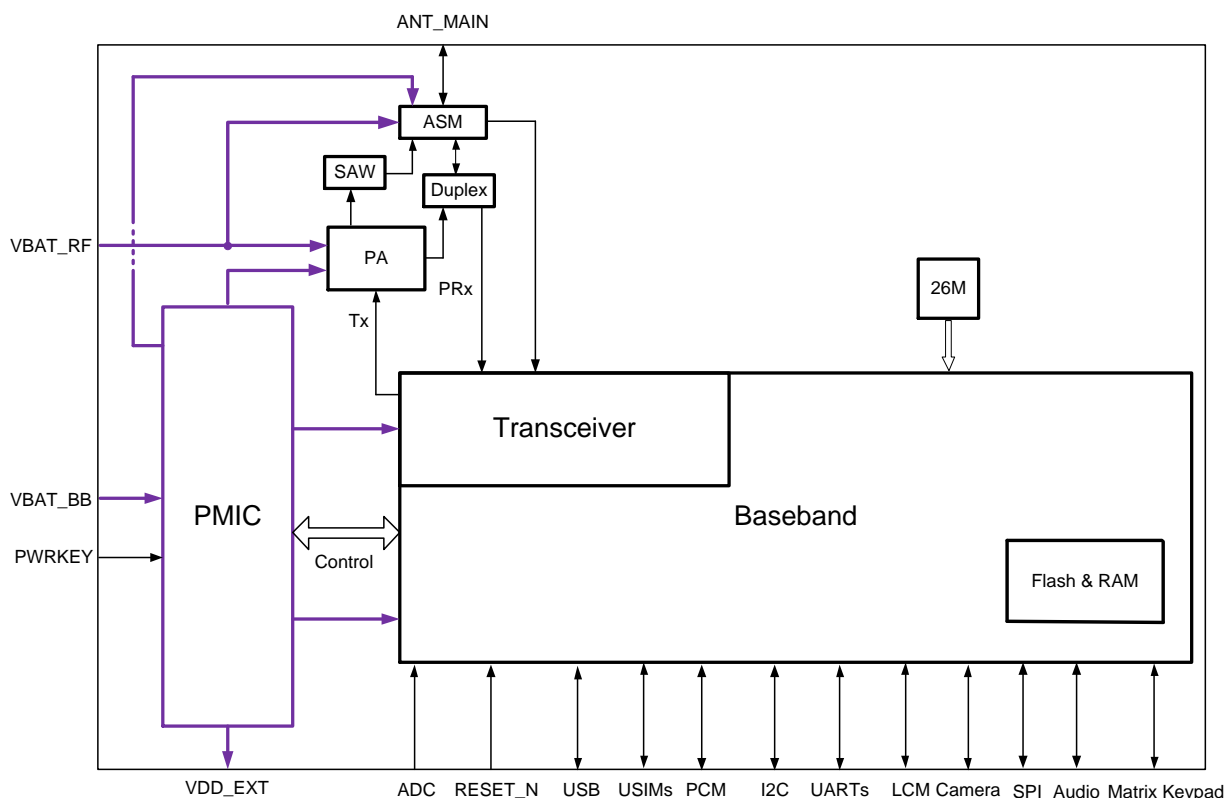 ANT_MAIN
ASM
SAW
Duplex
VBAT_RF
PA
26M
PRx
Tx
Transceiver
VBAT_BB
PMIC
Baseband
PWRKEY
Control
Flash & RAM
VDD_EXT
ADC
RESET_N
USB
USIMs
PCM
I2C
UARTs
LCM
Camera
SPI
Audio
Matrix Keypad